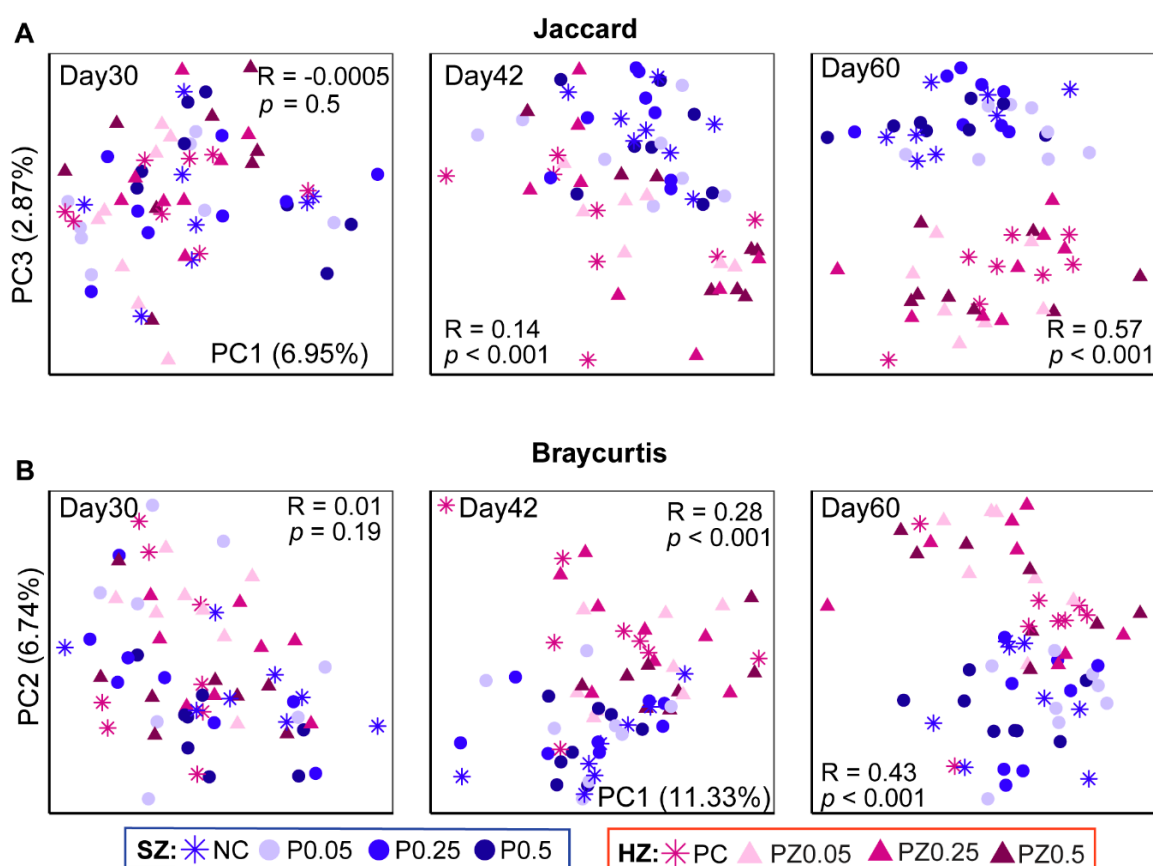 A
Jaccard
Day30
R = -0.0005
p = 0.5
PC1 (6.95%)
PC3 (2.87%)
Day42
R = 0.14
p < 0.001
Day60
R = 0.57
p < 0.001
B
Braycurtis
Day30
R = 0.01
p = 0.19
PC2 (6.74%)
Day42
R = 0.28
p < 0.001
PC1 (11.33%)
Day60
R = 0.43
p < 0.001
SZ: NC P0.05 P0.25 P0.5
HZ: PC PZ0.05 PZ0.25 PZ0.5